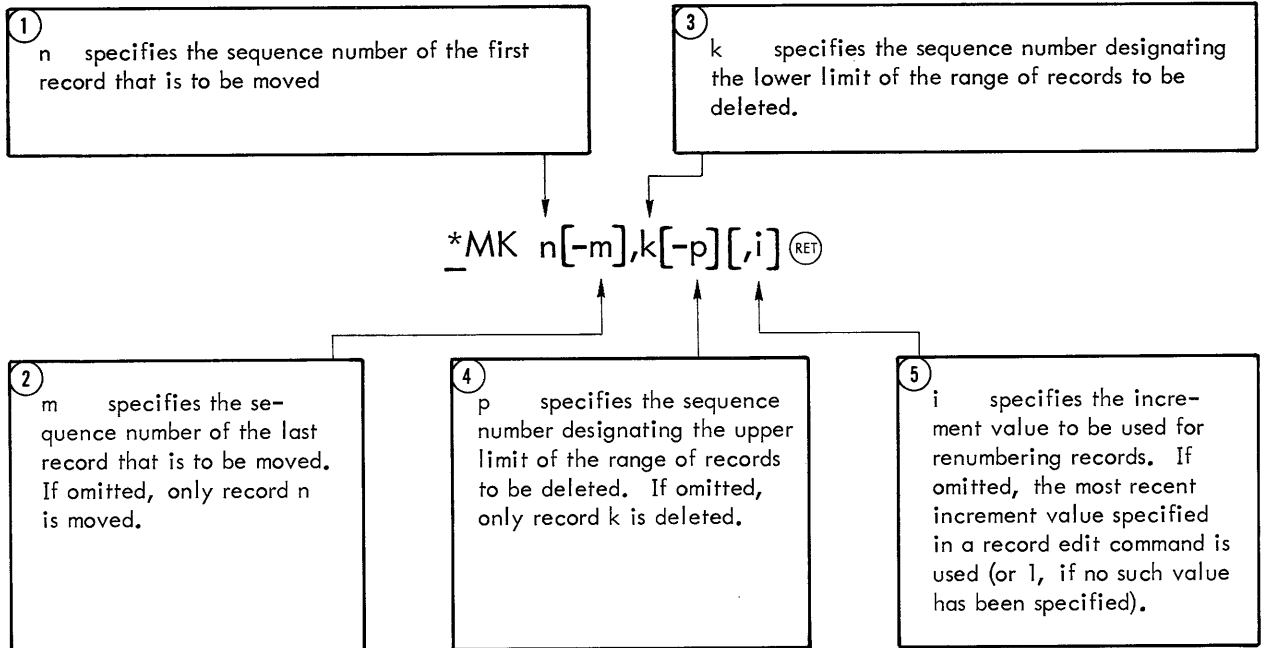 1
n specifies the sequence number of the first
record that is to be moved
3
k specifies the sequence number designating
the lower limit of the range of records to be
deleted.
*MK n[-m],k[-p][,i] RET
2
m specifies the se-
quence number of the last
record that is to be moved.
If omitted, only record n
is moved.
4
p specifies the sequence
number designating the upper
limit of the range of records
to be deleted. If omitted,
only record k is deleted.
5
i specifies the incre-
ment value to be used for
renumbering records. If
omitted, the most recent
increment value specified
in a record edit command is
used (or 1, if no such value
has been specified).